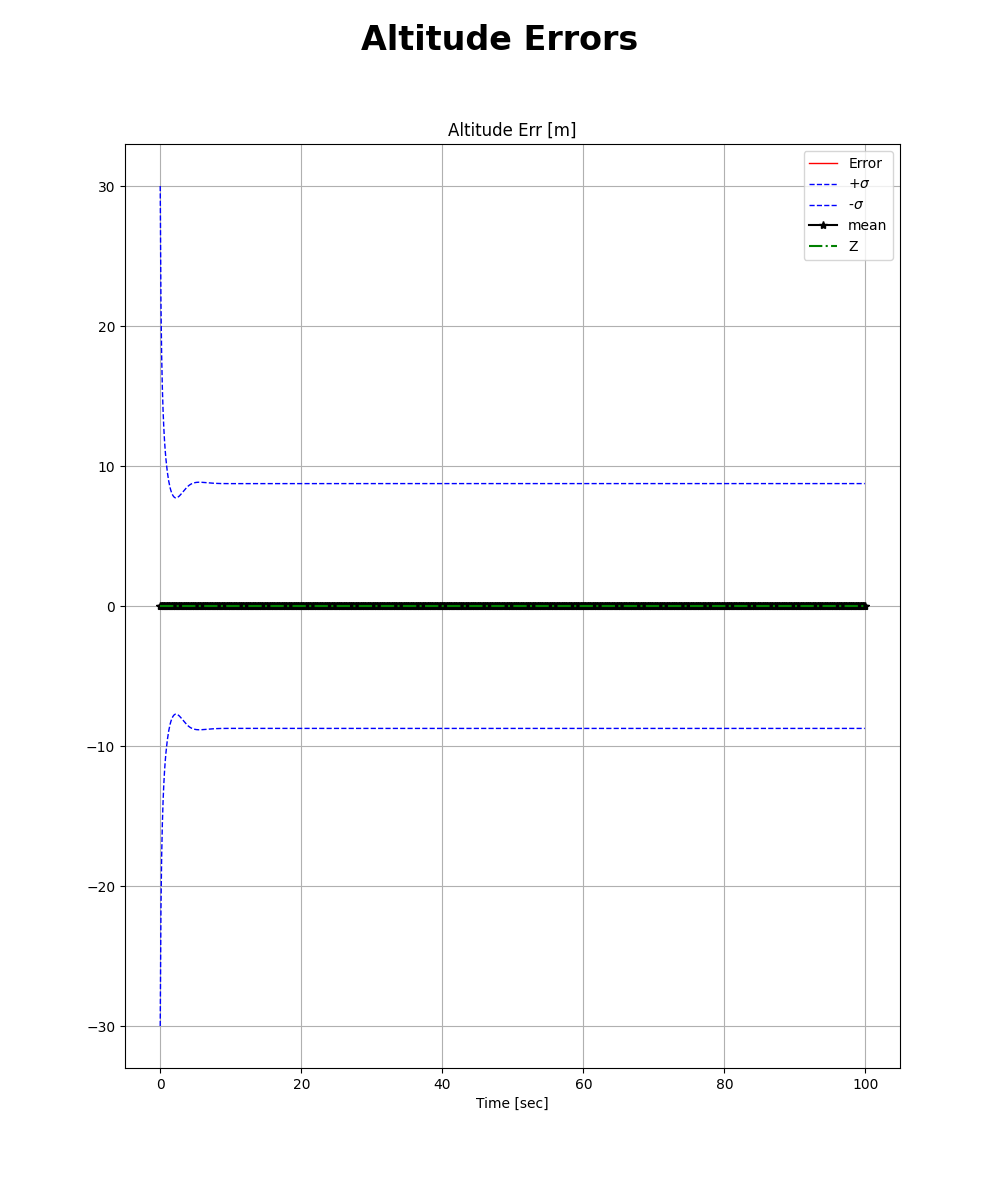 Altitude Errors
Altitude Err [m]
Error
+σ
-σ
mean
Z
30
20
10
0
−10
−20
−30
0 20 40 60 80 100
Time [sec]